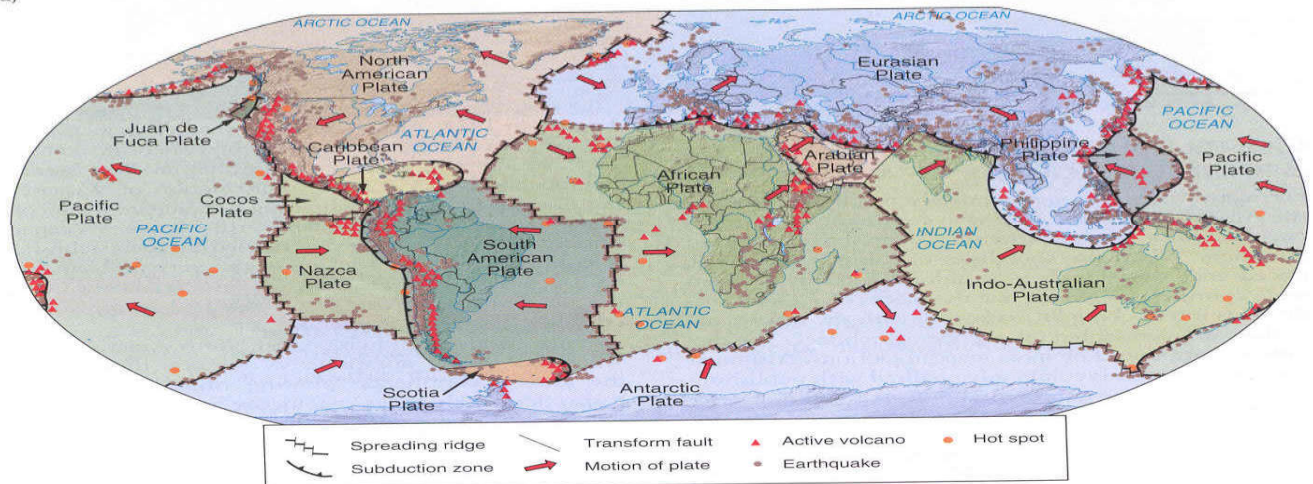 ARCTIC OCEAN
ARCTIC OCEAN
North
American
Plate
Eurasian
Plate
Juan de
Fuca Plate
ATLANTIC
OCEAN
Caribbean
Plate
PACIFIC
OCEAN
Philippine
Plate
Arabian
Plate
Pacific
Plate
African
Plate
Cocos
Plate
Pacific
Plate
PACIFIC
OCEAN
South
American
Plate
INDIAN
OCEAN
Nazca
Plate
Indo-Australian
Plate
ATLANTIC
OCEAN
Scotia
Plate
Antarctic
Plate
Spreading ridge
Transform fault
Active volcano
Hot spot
Subduction zone
Motion of plate
Earthquake